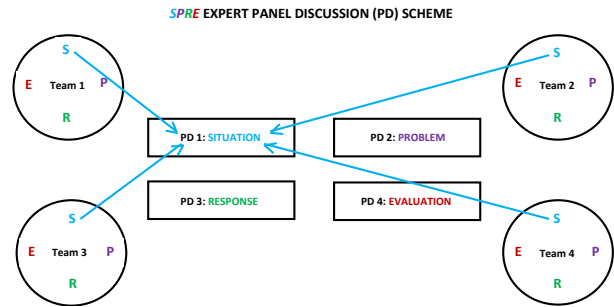 SPRE EXPERT PANEL DISCUSSION (PD) SCHEME
S
E Team 1 P
R
S
E Team 2 P
R
PD 1: SITUATION
PD 2: PROBLEM
PD 3: RESPONSE
PD 4: EVALUATION
S
E Team 3 P
R
S
E Team 4 P
R